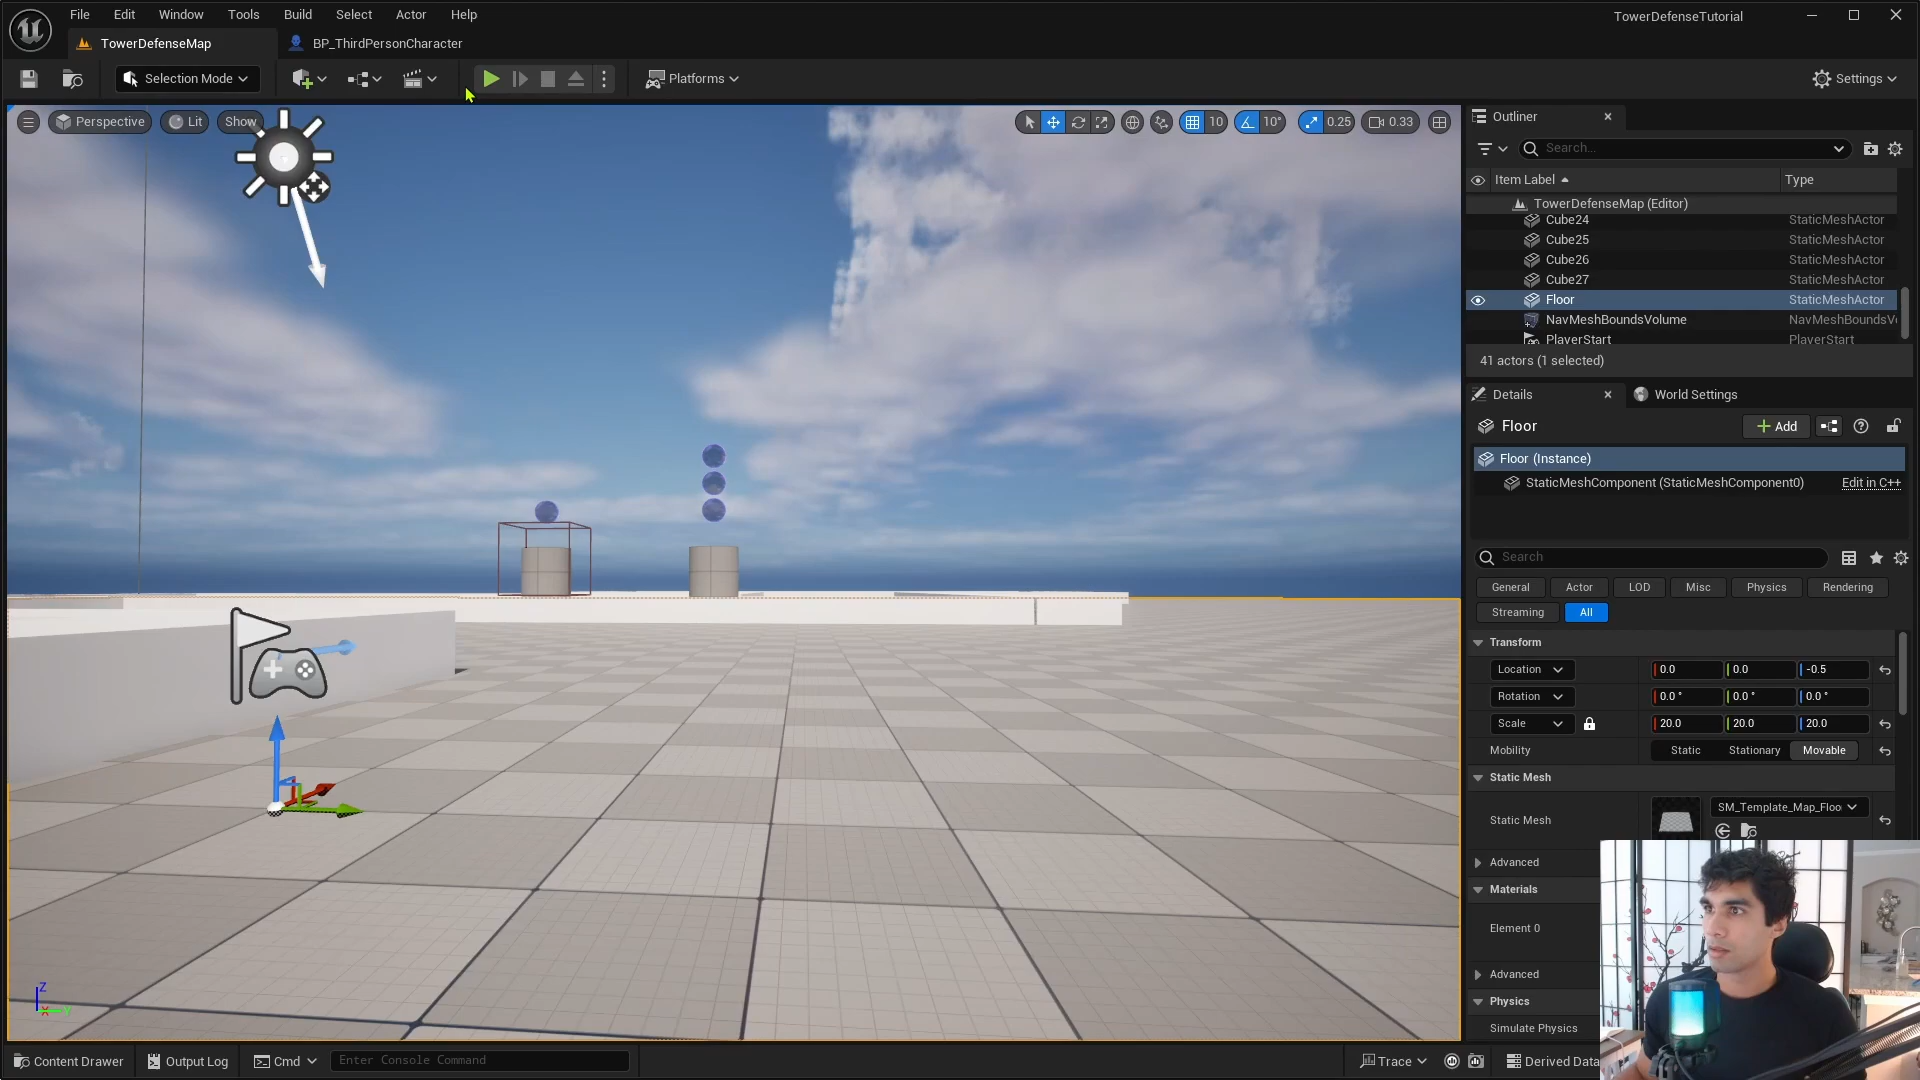 File Edit Window Tools Build Select Actor Help
TowerDefenseTutorial
TowerDefenseMap
BP_ThirdPersonCharacter
Selection Mode
Platforms
Settings
Perspective
Lit
Show
10
10°
0.25
0.33
Outliner
Search...
Item Label
Type
TowerDefenseMap (Editor)
Cube24 StaticMeshActor
Cube25 StaticMeshActor
Cube26 StaticMeshActor
Cube27 StaticMeshActor
Floor StaticMeshActor
NavMeshBoundsVolume NavMeshBoundsV
PlayerStart PlayerStart
41 actors (1 selected)
Details
World Settings
Floor
Add
Floor (Instance)
StaticMeshComponent (StaticMeshComponent0) Edit in C++
Search
General Actor LOD Misc Physics Rendering
Streaming All
Transform
Location 0.0 0.0 -0.5
Rotation 0.0 ° 0.0 ° 0.0 °
Scale 20.0 20.0 20.0
Mobility Static Stationary Movable
Static Mesh
Static Mesh SM_Template_Map_Floo
Advanced
Materials
Element 0
Advanced
Physics
Simulate Physics
Z
X Y
Content Drawer
Output Log
Cmd
Enter Console Command
Trace
Derived Data